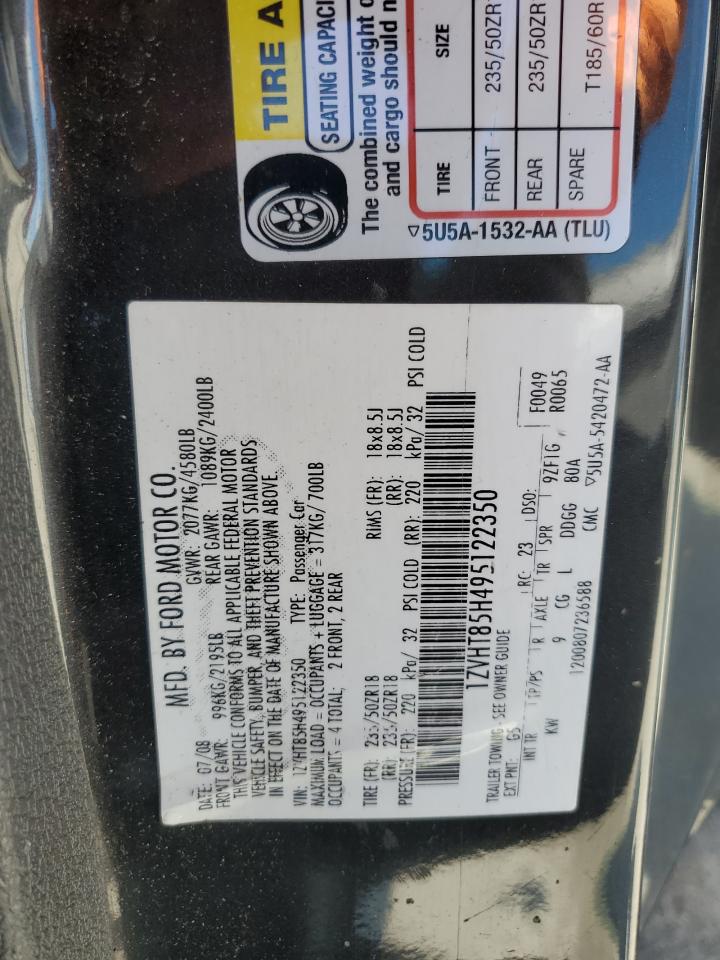 TIRE A
SEATING CAPACI
The combined weight o
and cargo should n
TIRE SIZE
FRONT 235/50ZR
REAR 235/50ZR
SPARE T185/60R
▽5U5A-1532-AA (TLU)
MFD. BY FORD MOTOR CO.
DATE: 07/08 GVWR: 2077KG/4580LB
FRONT GAWR: 996KG/2195LB REAR GAWR: 1089KG/2400LB
THIS VEHICLE CONFORMS TO ALL APPLICABLE FEDERAL MOTOR
VEHICLE SAFETY, BUMPER, AND THEFT PREVENTION STANDARDS
IN EFFECT ON THE DATE OF MANUFACTURE SHOWN ABOVE.
VIN: 1ZVHT85H495122350 TYPE: Passenger Car
MAXIMUM LOAD = OCCUPANTS + LUGGAGE = 317KG/700LB
OCCUPANTS = 4 TOTAL; 2 FRONT, 2 REAR
TIRE (FR): 235/50ZR18 RIMS (FR): 18x8.5J
(RR): 235/50ZR18 (RR): 18x8.5J
PRESSURE (FR): 220 kPa/ 32 PSI COLD (RR): 220 kPa/ 32 PSI COLD
1ZVHT85H495122350
TRAILER TOWING - SEE OWNER GUIDE
EXT PNT: G5 RC: 23 DSO: F0049
INT TR TP/PS R AXLE TR SPR 9ZF1G R0065
KW 9 CG L DDGG 80A
1200807236588 CMC ▽5U5A-5420472-AA